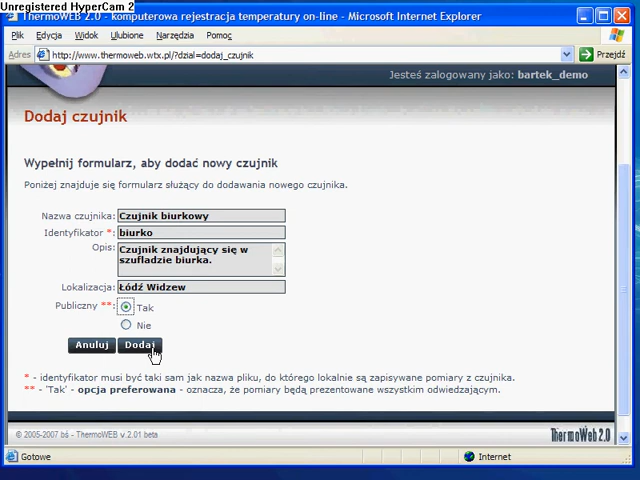 Unregistered HyperCam 2
ThermoWEB 2.0 - komputerowa rejestracja temperatury on-line - Microsoft Internet Explorer
Plik Edycja Widok Ulubione Narzędzia Pomoc
Adres http://www.thermoweb.wtx.pl/?dzial=dodaj_czujnik Przejdź
Jesteś zalogowany jako: bartek_demo
Dodaj czujnik
Wypełnij formularz, aby dodać nowy czujnik
Poniżej znajduje się formularz służący do dodawania nowego czujnika.
Nazwa czujnika: Czujnik biurkowy
Identyfikator *: biurko
Opis: Czujnik znajdujący się w
szufladzie biurka.
Lokalizacja: Łódź Widzew
Publiczny **: Tak
Nie
Anuluj Dodaj
* - identyfikator musi być taki sam jak nazwa pliku, do którego lokalnie są zapisywane pomiary z czujnika.
** - 'Tak' - opcja preferowana - oznacza, że pomiary będą prezentowane wszystkim odwiedzającym.
© 2005-2007 bś - ThermoWEB v.2.01 beta ThermoWeb 2.0
Gotowe Internet